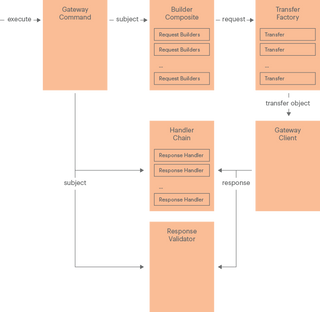 execute
Gateway
Command
subject
Builder
Composite
Request Builders
Request Builders
...
Request Builders
request
Transfer
Factory
Transfer
Transfer
...
Transfer
transfer object
Handler
Chain
Response Handler
Response Handler
...
Response Handler
Gateway
Client
subject
response
Response
Validator